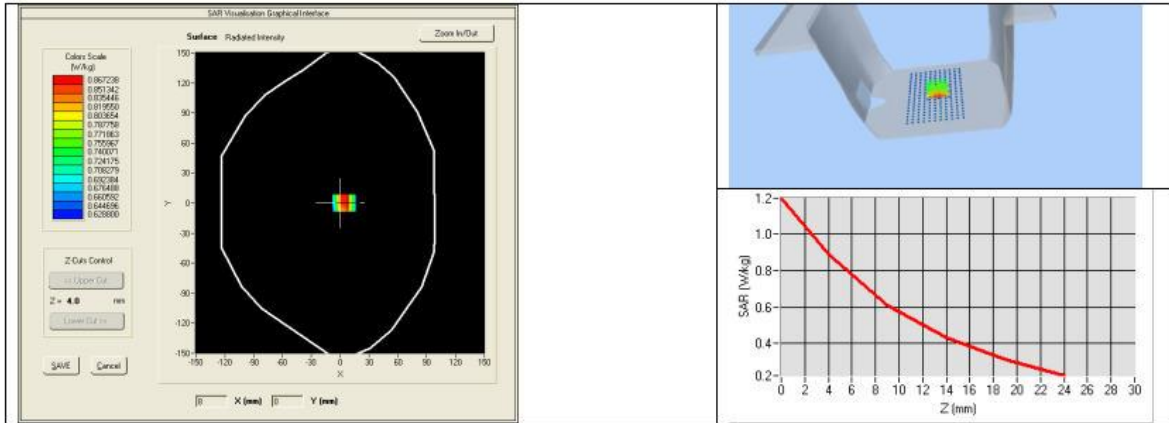 SAR Visualisation Graphical Interface
Surface Radiated Intensity
Zoom In/Out
Colors Scale
(W/kg)
0.867238
0.851342
0.835446
0.819550
0.803654
0.787758
0.771863
0.755967
0.740071
0.724175
0.708279
0.692384
0.676488
0.660592
0.644696
0.628800
150
120
90
60
30
0
-30
-60
-90
-120
-150
Y
-150 -120 -90 -60 -30 0 30 60 90 120 150
X
Z-Cuts Control
<< Upper Cut
Z = 4.0 mm
Lower Cut >>
SAVE Cancel
0 X (mm) 0 Y (mm)
1.2
1.0
0.8
0.6
0.4
0.2
SAR (W/kg)
0 2 4 6 8 10 12 14 16 18 20 22 24 26 28 30
Z (mm)